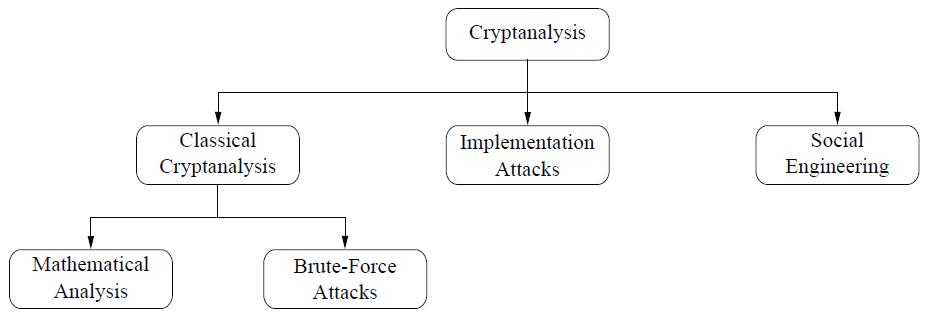 Cryptanalysis
Classical
Cryptanalysis
Implementation
Attacks
Social
Engineering
Mathematical
Analysis
Brute-Force
Attacks